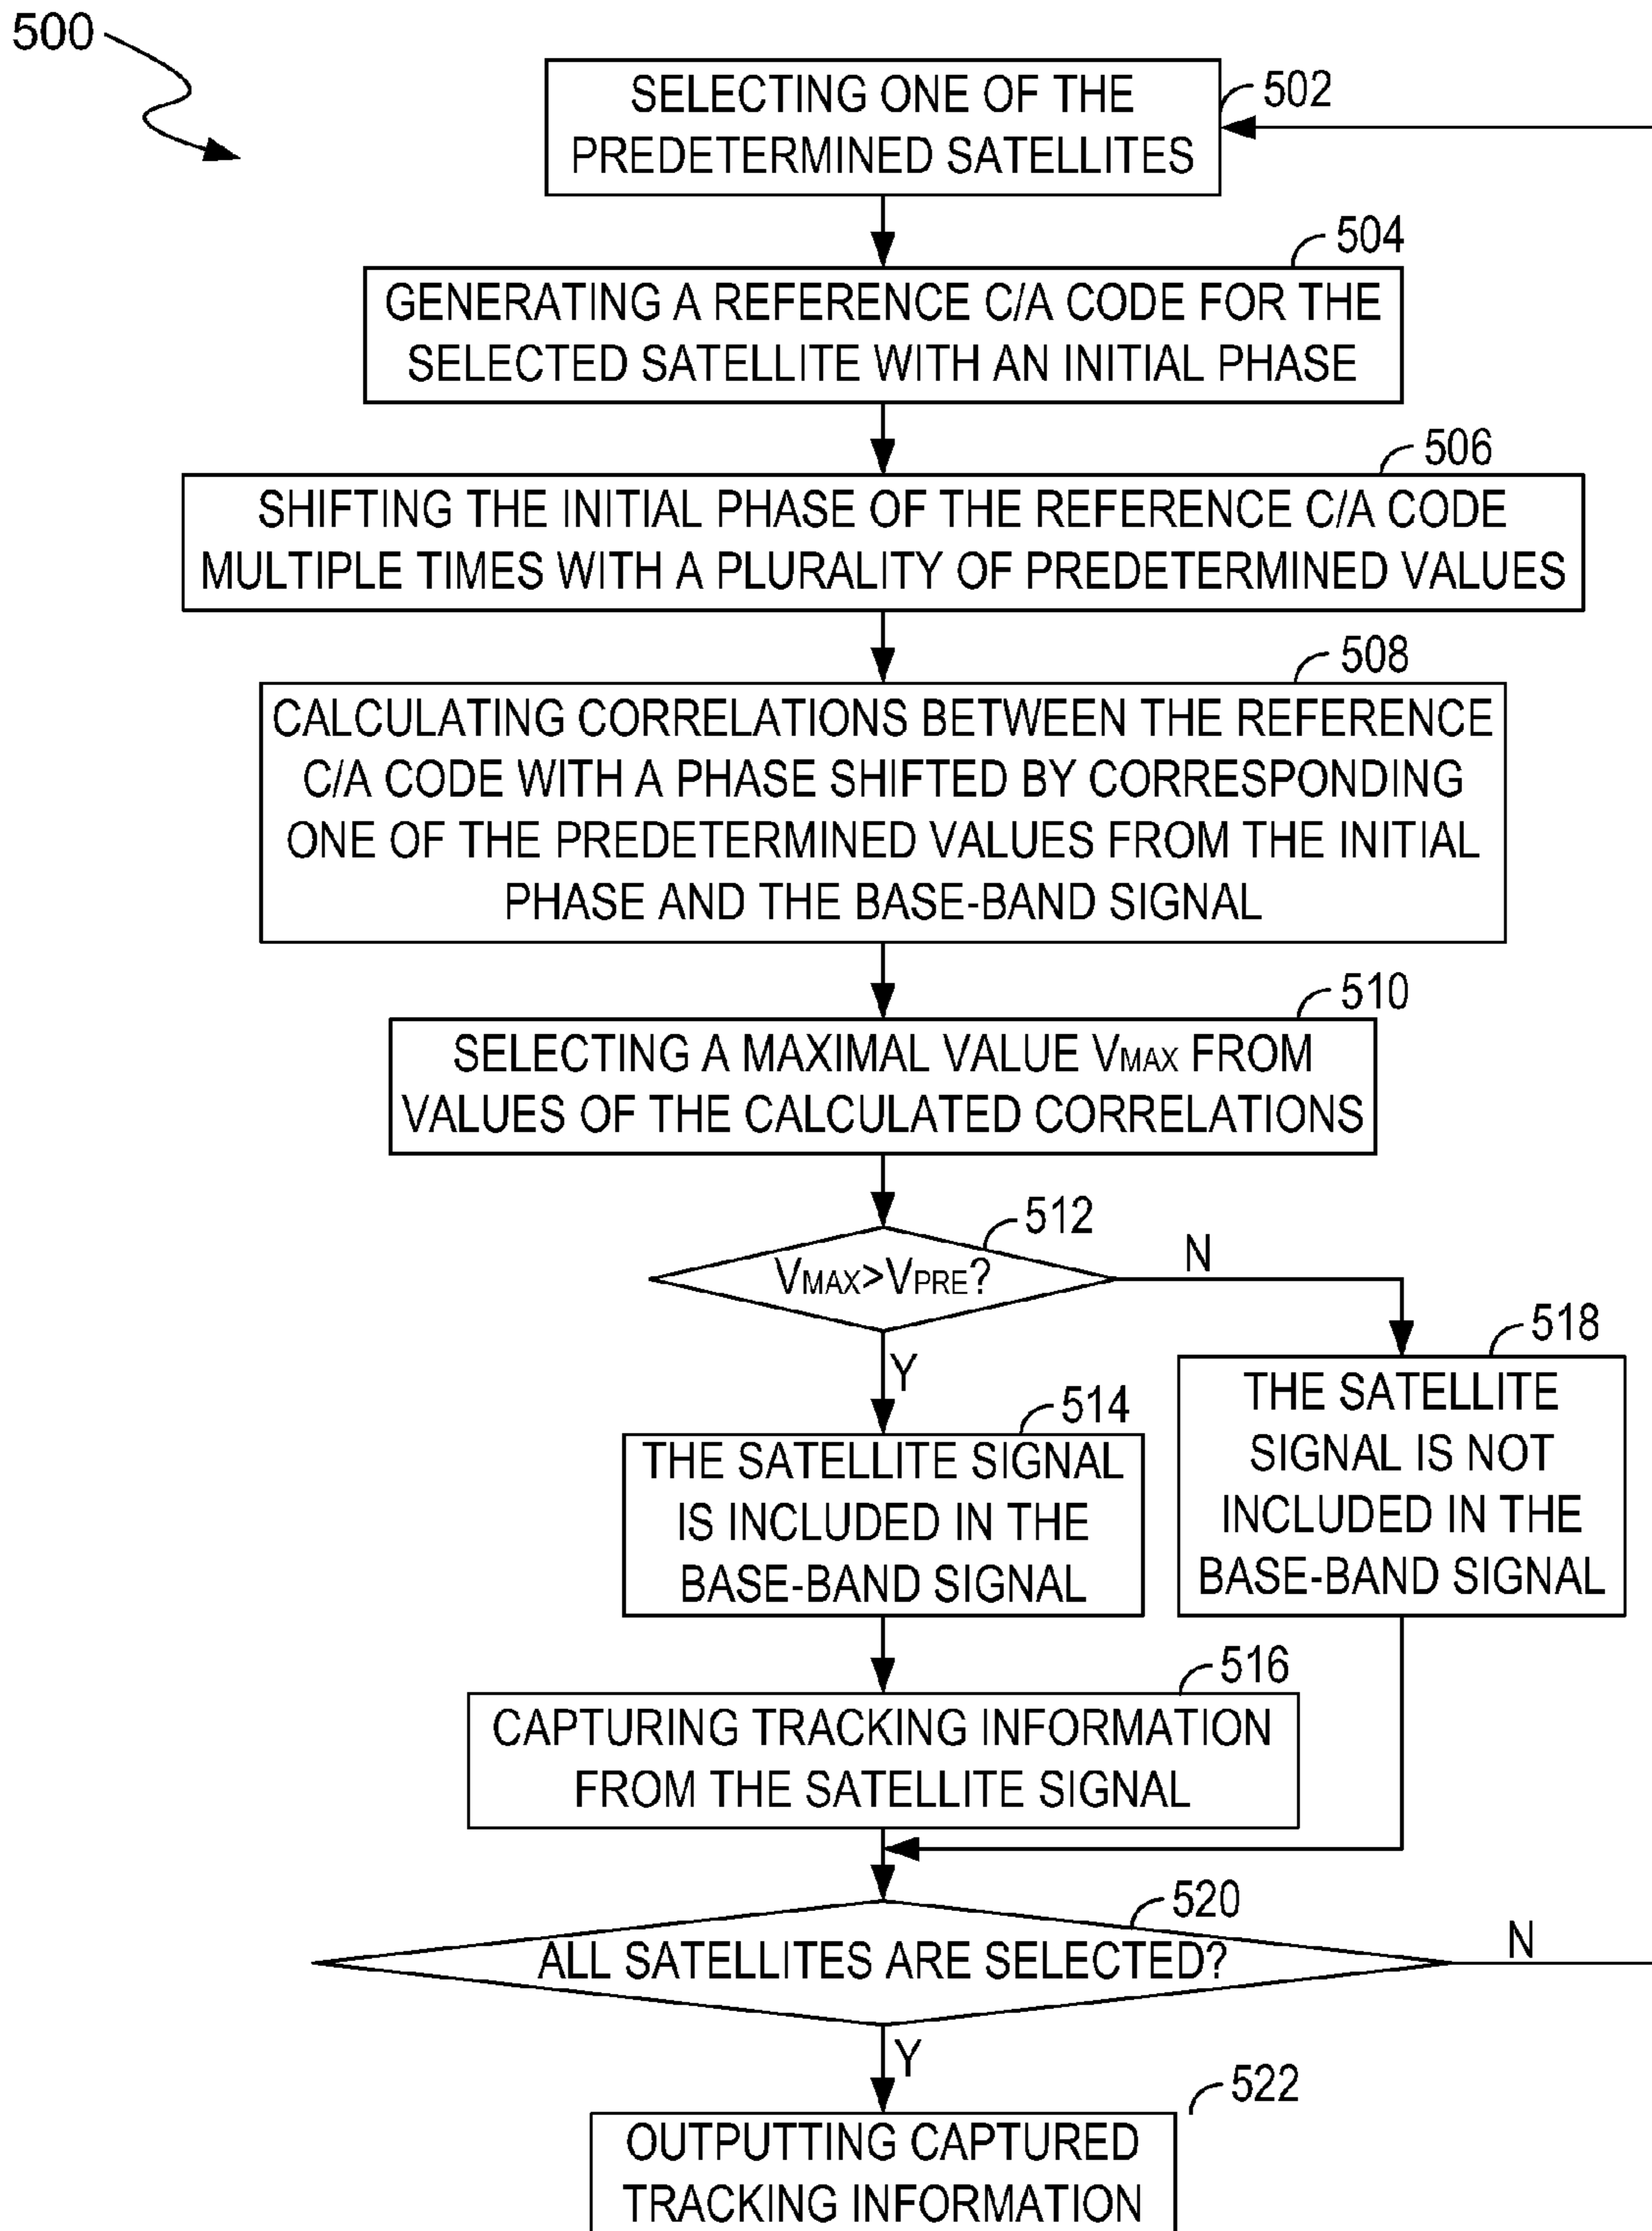 500
SELECTING ONE OF THE
PREDETERMINED SATELLITES
502
504
GENERATING A REFERENCE C/A CODE FOR THE
SELECTED SATELLITE WITH AN INITIAL PHASE
506
SHIFTING THE INITIAL PHASE OF THE REFERENCE C/A CODE
MULTIPLE TIMES WITH A PLURALITY OF PREDETERMINED VALUES
508
CALCULATING CORRELATIONS BETWEEN THE REFERENCE
C/A CODE WITH A PHASE SHIFTED BY CORRESPONDING
ONE OF THE PREDETERMINED VALUES FROM THE INITIAL
PHASE AND THE BASE-BAND SIGNAL
510
SELECTING A MAXIMAL VALUE VMAX FROM
VALUES OF THE CALCULATED CORRELATIONS
512
VMAX>VPRE?
N
Y
514
THE SATELLITE SIGNAL
IS INCLUDED IN THE
BASE-BAND SIGNAL
518
THE SATELLITE
SIGNAL IS NOT
INCLUDED IN THE
BASE-BAND SIGNAL
516
CAPTURING TRACKING INFORMATION
FROM THE SATELLITE SIGNAL
520
ALL SATELLITES ARE SELECTED?
N
Y
522
OUTPUTTING CAPTURED
TRACKING INFORMATION